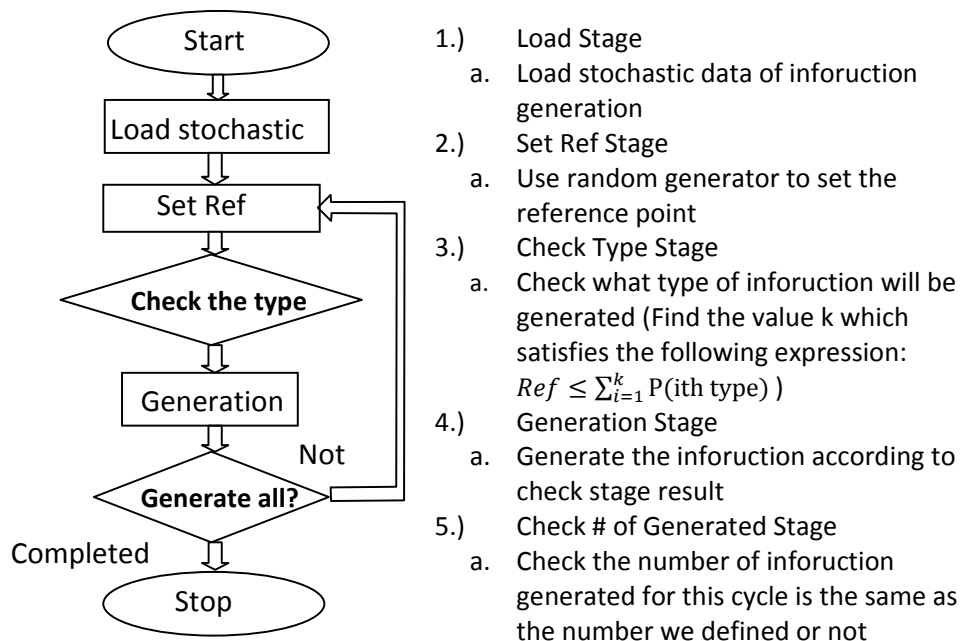 Start
Load stochastic
Set Ref
Check the type
Generation
Not
Generate all?
Completed
Stop
1.) Load Stage
a. Load stochastic data of inforuction
generation
2.) Set Ref Stage
a. Use random generator to set the
reference point
3.) Check Type Stage
a. Check what type of inforuction will be
generated (Find the value k which
satisfies the following expression:
𝑅𝑒𝑓 ≤ ∑ᵏᵢ₌₁ P(ith type) )
4.) Generation Stage
a. Generate the inforuction according to
check stage result
5.) Check # of Generated Stage
a. Check the number of inforuction
generated for this cycle is the same as
the number we defined or not